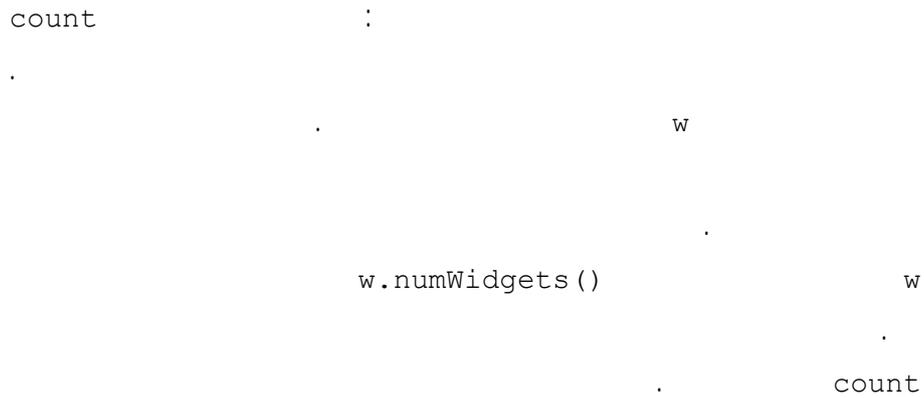 count :
.
. w
.
w.numWidgets() w
.
. count